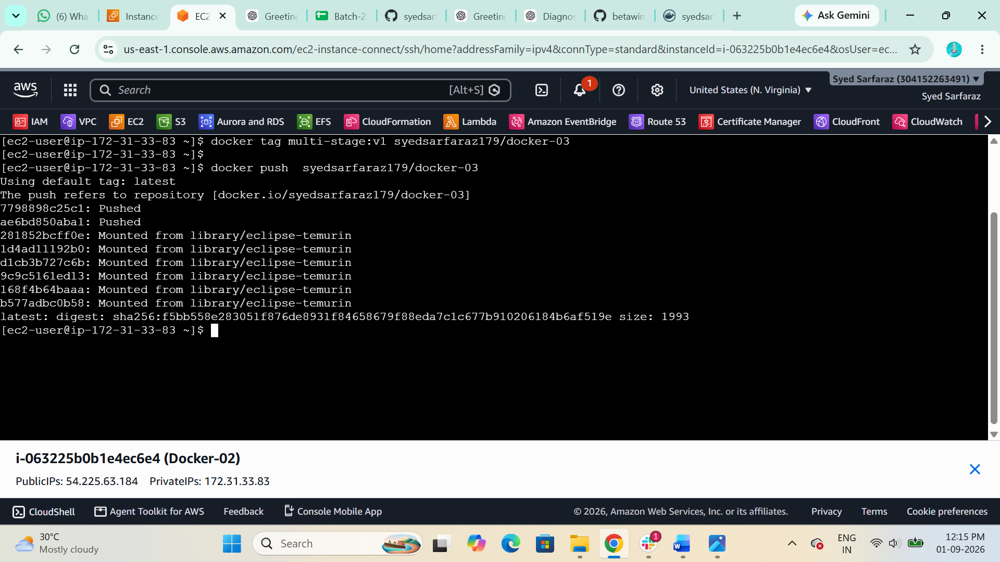 (6) Wha
Instance
EC2
Greeting
Batch-2
syedsarf
Greeting
Diagnos
betawin
syedsar
Ask Gemini
us-east-1.console.aws.amazon.com/ec2-instance-connect/ssh/home?addressFamily=ipv4&connType=standard&instanceId=i-063225b0b1e4ec6e4&osUser=ec...
aws
Search
[Alt+S]
1
United States (N. Virginia)
Syed Sarfaraz (304152263491)
Syed Sarfaraz
IAM
VPC
EC2
S3
Aurora and RDS
EFS
CloudFormation
Lambda
Amazon EventBridge
Route 53
Certificate Manager
CloudFront
CloudWatch
[ec2-user@ip-172-31-33-83 ~]$ docker tag multi-stage:v1 syedsarfaraz179/docker-03
[ec2-user@ip-172-31-33-83 ~]$
[ec2-user@ip-172-31-33-83 ~]$ docker push  syedsarfaraz179/docker-03
Using default tag: latest
The push refers to repository [docker.io/syedsarfaraz179/docker-03]
7798898c25c1: Pushed
ae6bd850aba1: Pushed
281852bcff0e: Mounted from library/eclipse-temurin
1d4ad11192b0: Mounted from library/eclipse-temurin
d1cb3b727c6b: Mounted from library/eclipse-temurin
9c9c5161ed13: Mounted from library/eclipse-temurin
168f4b64baaa: Mounted from library/eclipse-temurin
b577adbc0b58: Mounted from library/eclipse-temurin
latest: digest: sha256:f5bb558e283051f876de8931f84658679f88eda7c1c677b910206184b6af519e size: 1993
[ec2-user@ip-172-31-33-83 ~]$
i-063225b0b1e4ec6e4 (Docker-02)
PublicIPs: 54.225.63.184 PrivateIPs: 172.31.33.83
CloudShell
Agent Toolkit for AWS
Feedback
Console Mobile App
© 2026, Amazon Web Services, Inc. or its affiliates.
Privacy
Terms
Cookie preferences
30°C
Mostly cloudy
Search
1
ENG
IN
12:15 PM
01-09-2026